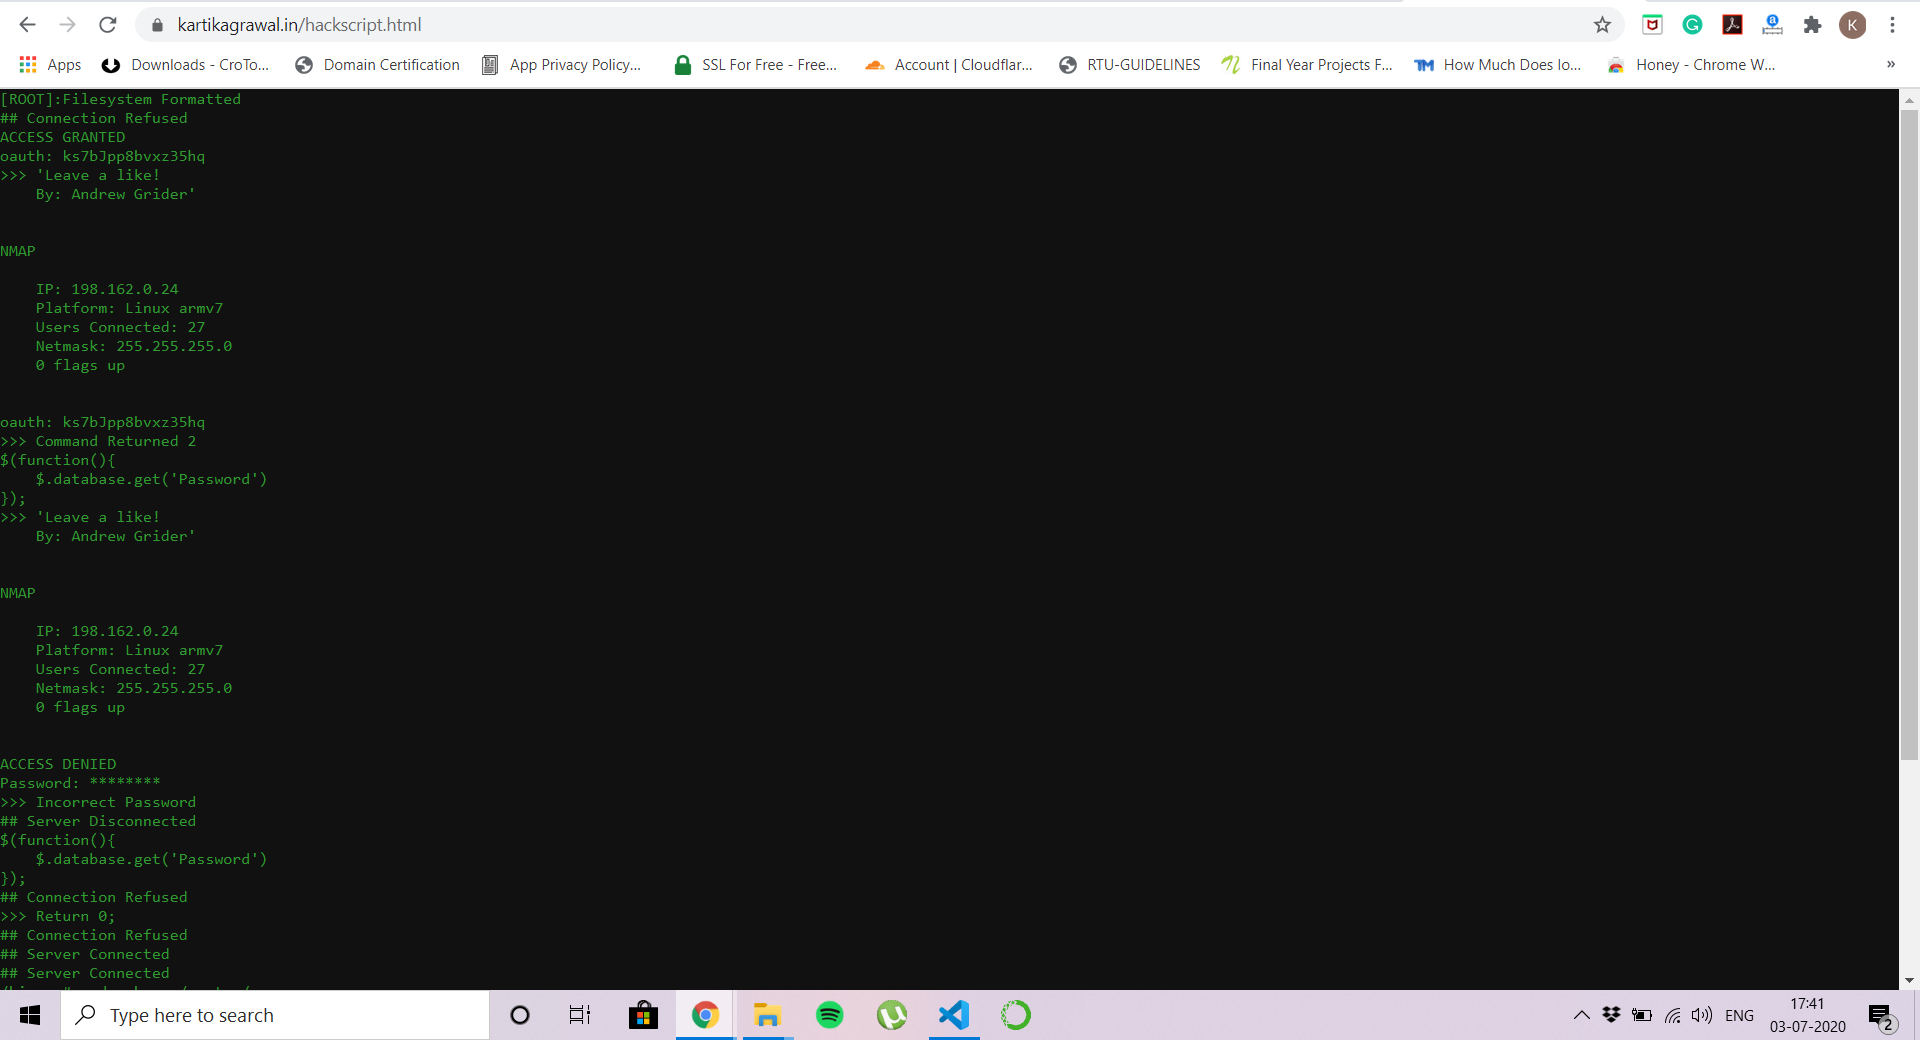 kartikagrawal.in/hackscript.html
K
Apps
Downloads - CroTo...
Domain Certification
App Privacy Policy...
SSL For Free - Free...
Account | Cloudflar...
RTU-GUIDELINES
Final Year Projects F...
TM
How Much Does Io...
Honey - Chrome W...
»
[ROOT]:Filesystem Formatted
## Connection Refused
ACCESS GRANTED
oauth: ks7bJpp8bvxz35hq
>>> 'Leave a like!
    By: Andrew Grider'
NMAP
    IP: 198.162.0.24
    Platform: Linux armv7
    Users Connected: 27
    Netmask: 255.255.255.0
    0 flags up
oauth: ks7bJpp8bvxz35hq
>>> Command Returned 2
$(function(){
    $.database.get('Password')
});
>>> 'Leave a like!
    By: Andrew Grider'
NMAP
    IP: 198.162.0.24
    Platform: Linux armv7
    Users Connected: 27
    Netmask: 255.255.255.0
    0 flags up
ACCESS DENIED
Password: ********
>>> Incorrect Password
## Server Disconnected
$(function(){
    $.database.get('Password')
});
## Connection Refused
>>> Return 0;
## Connection Refused
## Server Connected
## Server Connected
Type here to search
ENG
17:41
03-07-2020
2